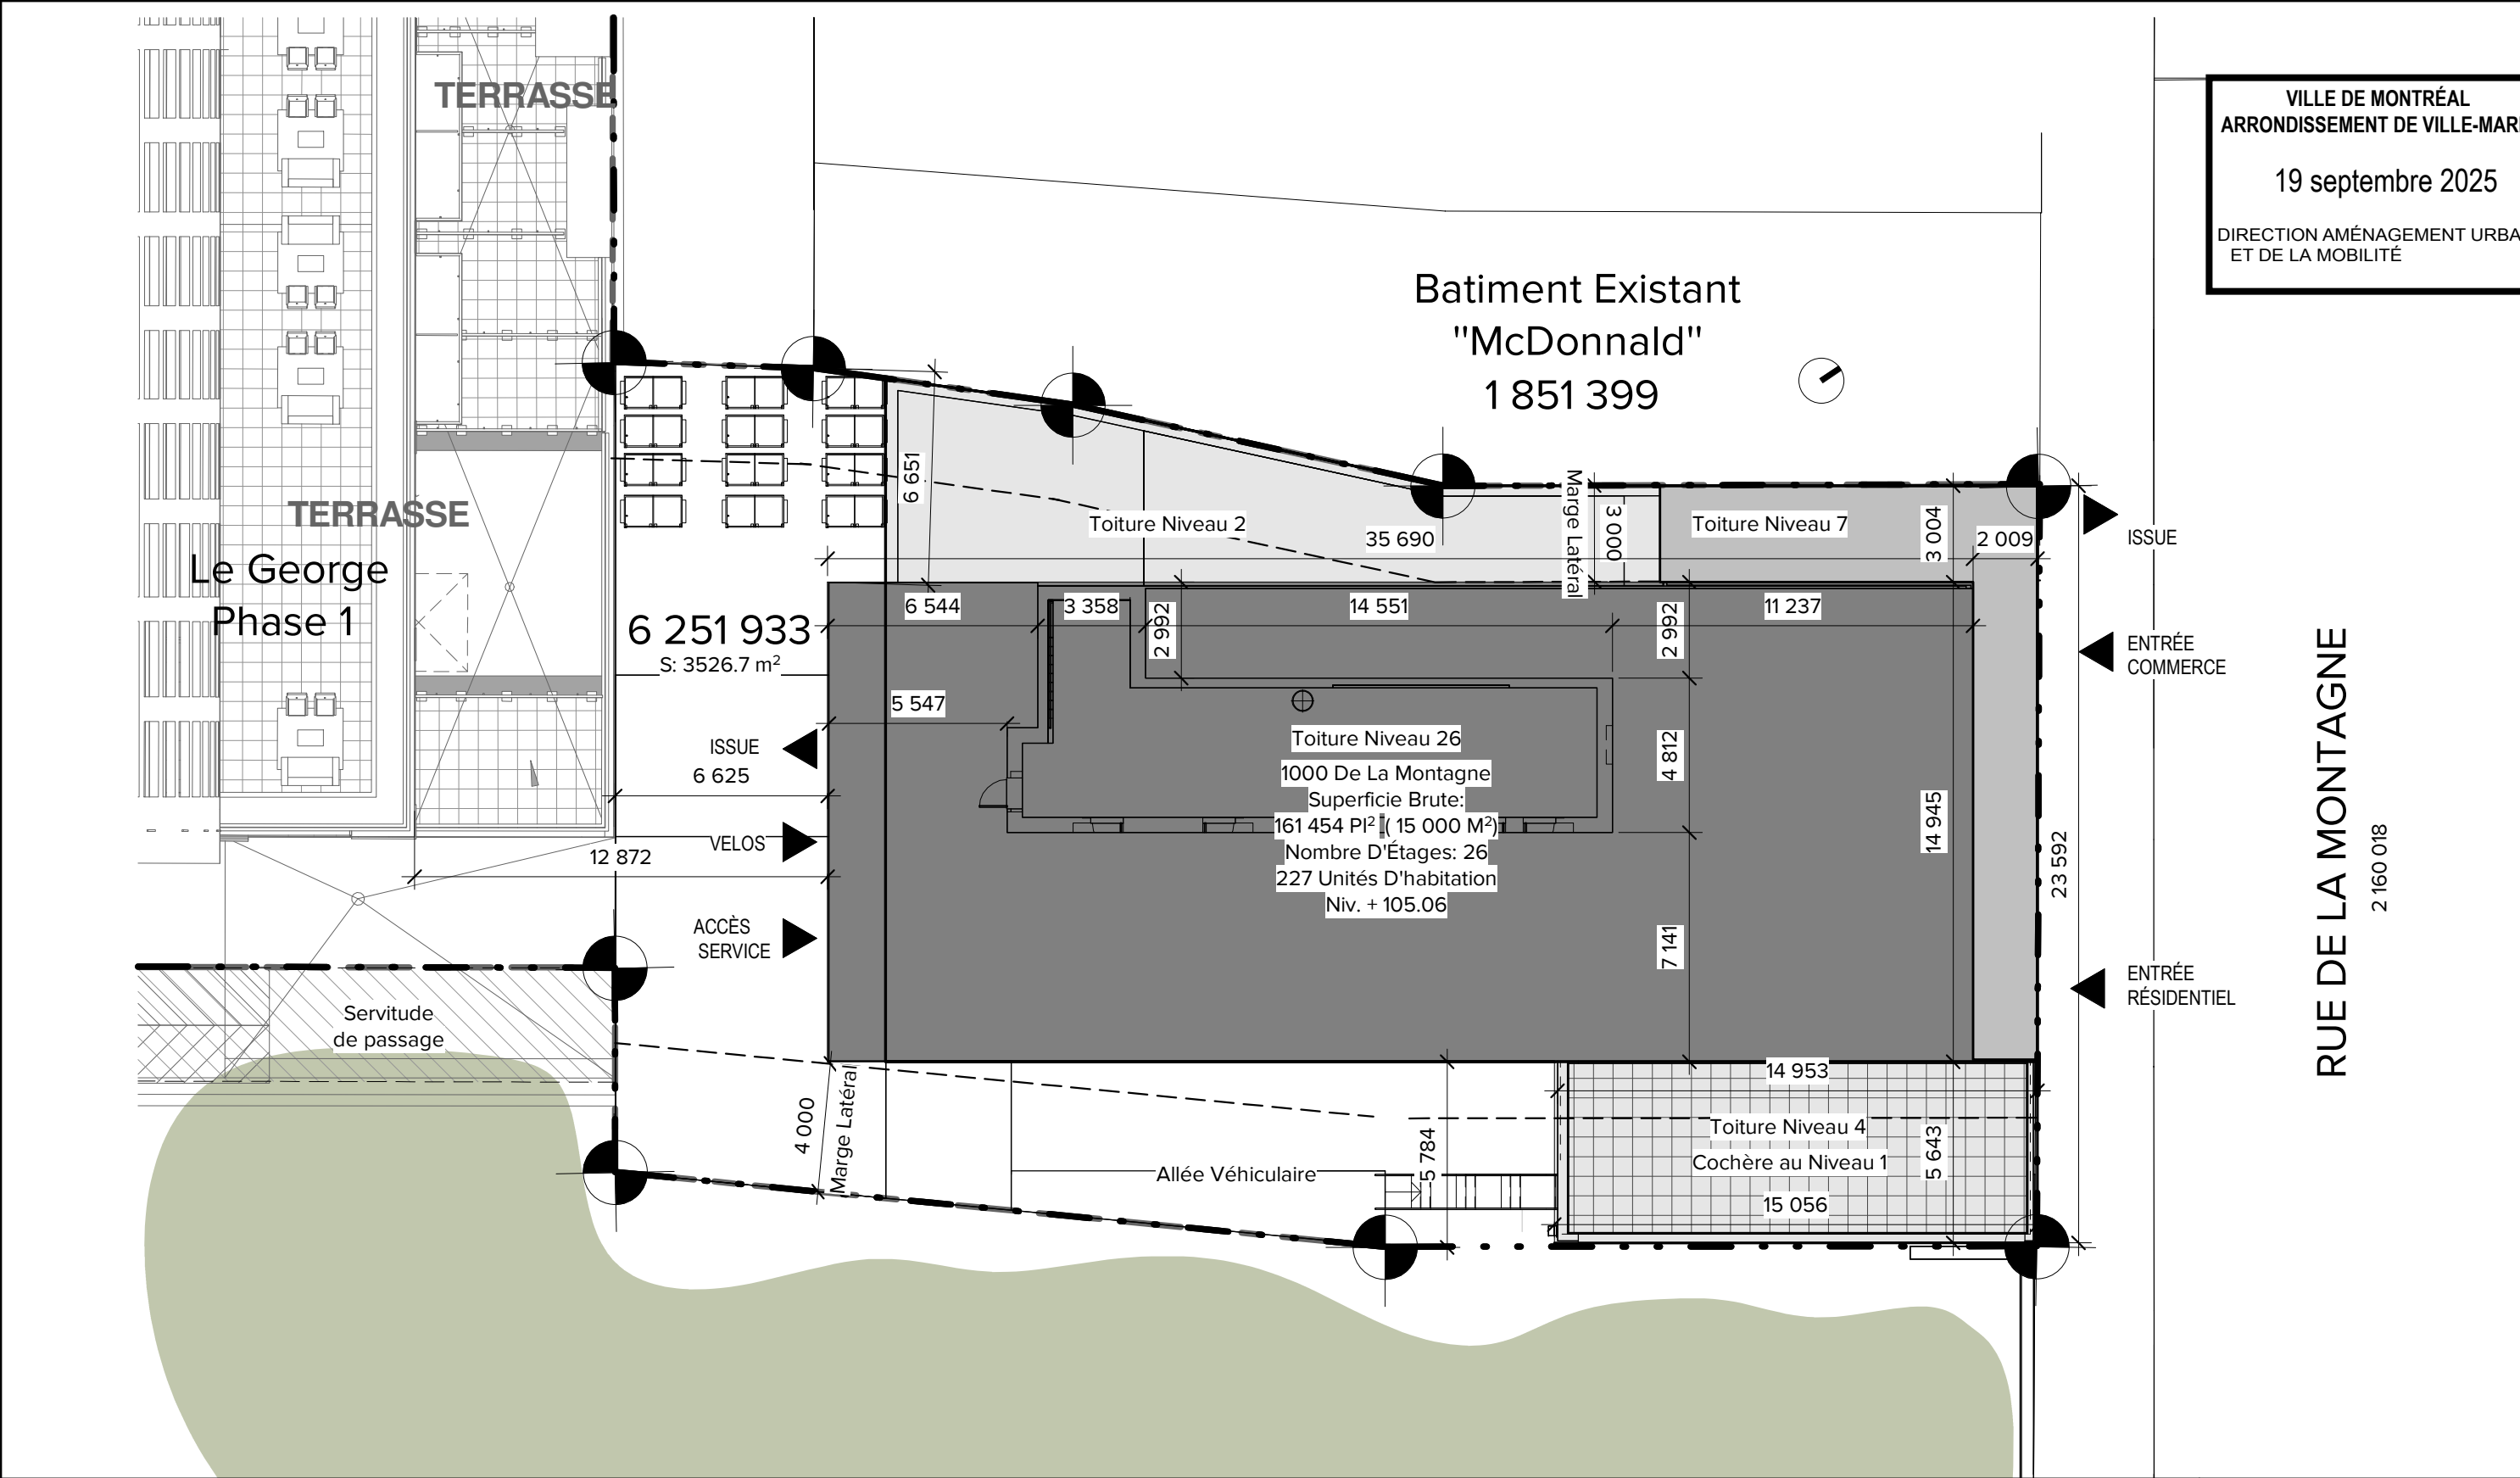 TERRASSE
VILLE DE MONTRÉAL
ARRONDISSEMENT DE VILLE-MARI
19 septembre 2025
DIRECTION AMÉNAGEMENT URBA
ET DE LA MOBILITÉ
Batiment Existant
"McDonnald"
1 851 399
6 651
TERRASSE
Le George
Phase 1
Toiture Niveau 2
35 690
Marge Latéral
3 000
Toiture Niveau 7
3 004
2 009
ISSUE
6 544
3 358
2 992
14 551
2 992
11 237
6 251 933
S: 3526.7 m²
ENTRÉE
COMMERCE
5 547
ISSUE
6 625
Toiture Niveau 26
1000 De La Montagne
Superficie Brute:
161 454 PI² ( 15 000 M²)
Nombre D'Étages: 26
227 Unités D'habitation
Niv. + 105.06
4 812
14 945
23 592
RUE DE LA MONTAGNE
2 160 018
VELOS
12 872
ACCÈS
SERVICE
7 141
ENTRÉE
RÉSIDENTIEL
Servitude
de passage
4 000
Marge Latéral
14 953
Toiture Niveau 4
Cochère au Niveau 1
5 643
15 056
Allée Véhiculaire
5 784